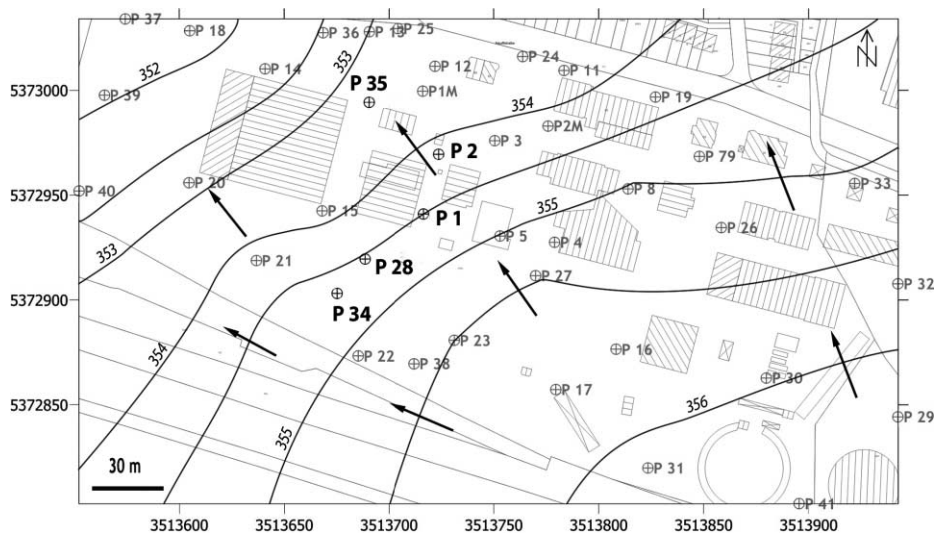 P 37
P 18
P 36
P 13
P 25
P 24
352
353
P 14
P 12
P 11
5373000
P 39
P 35
P1M
P 19
354
P 2
P 3
P2M
P 79
5372950
P 40
P 20
P 15
P 1
355
P 8
P 33
P 5
P 4
P 26
353
P 21
P 28
P 27
P 32
5372900
P 34
P 23
354
P 22
P 38
P 16
P 30
5372850
P 17
356
P 29
355
30 m
P 31
P 41
N
3513600
3513650
3513700
3513750
3513800
3513850
3513900